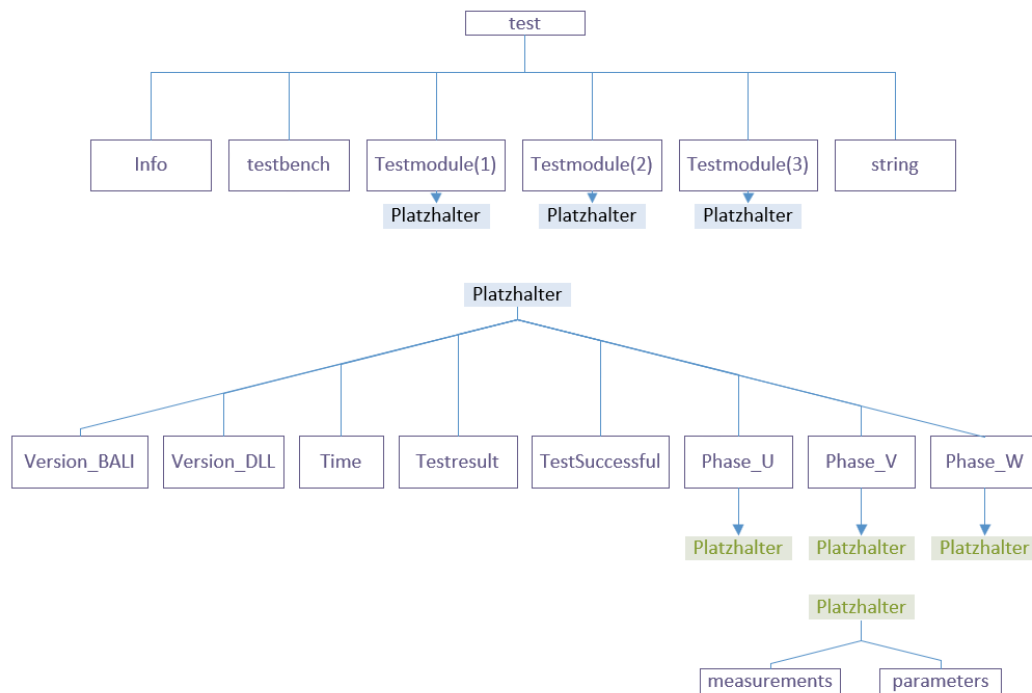 test
Info testbench Testmodule(1) Testmodule(2) Testmodule(3) string
Platzhalter Platzhalter Platzhalter
Platzhalter
Version_BALI Version_DLL Time Testresult TestSuccessful Phase_U Phase_V Phase_W
Platzhalter Platzhalter Platzhalter
Platzhalter
measurements parameters